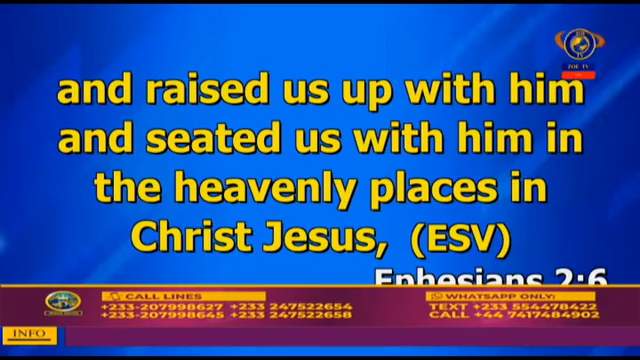 ZOE TV
and raised us up with him
and seated us with him in
the heavenly places in
Christ Jesus, (ESV)
Ephesians 2:6
CALL LINES
+233-207998627 +233 247522654
+233-207998645 +233 247522658
WHATSAPP ONLY:
TEXT +233 554478422
CALL +44 7417484902
INFO